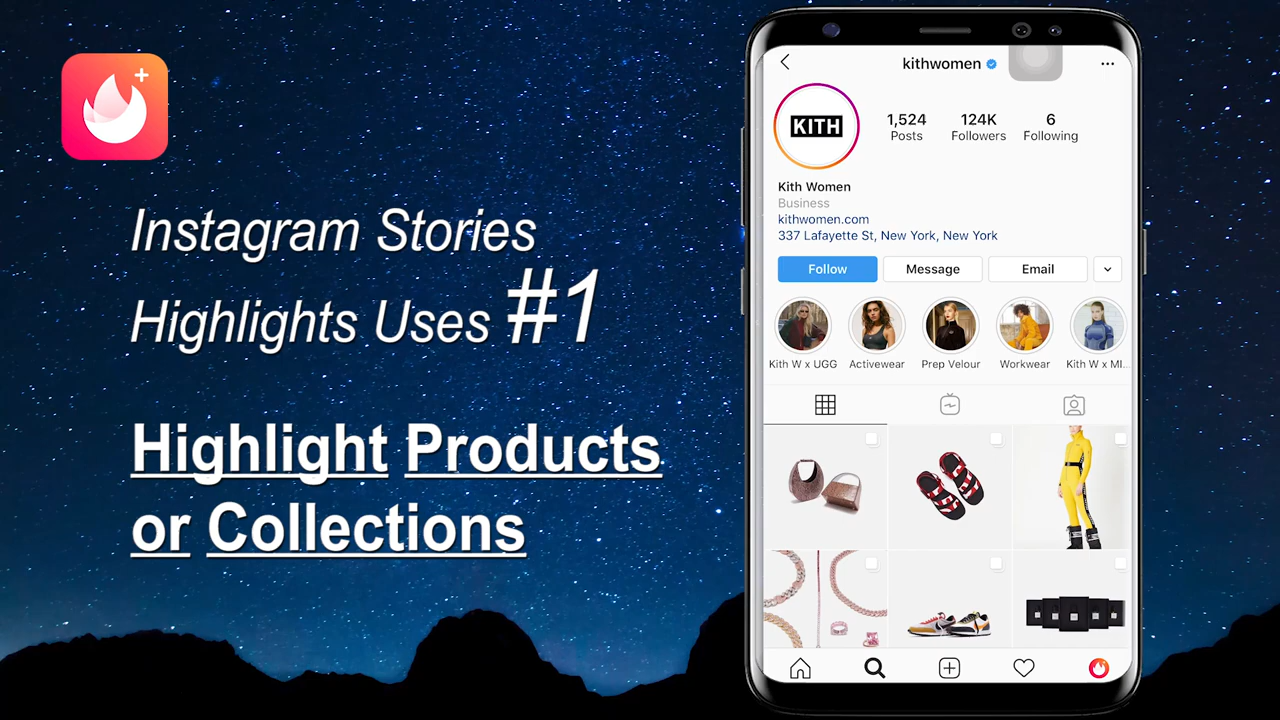 Instagram Stories
Highlights Uses #1
Highlight Products
or Collections
kithwomen
KITH
1,524 124K 6
Posts Followers Following
Kith Women
Business
kithwomen.com
337 Lafayette St, New York, New York
Follow Message Email
Kith W x UGG Activewear Prep Velour Workwear Kith W x MI...